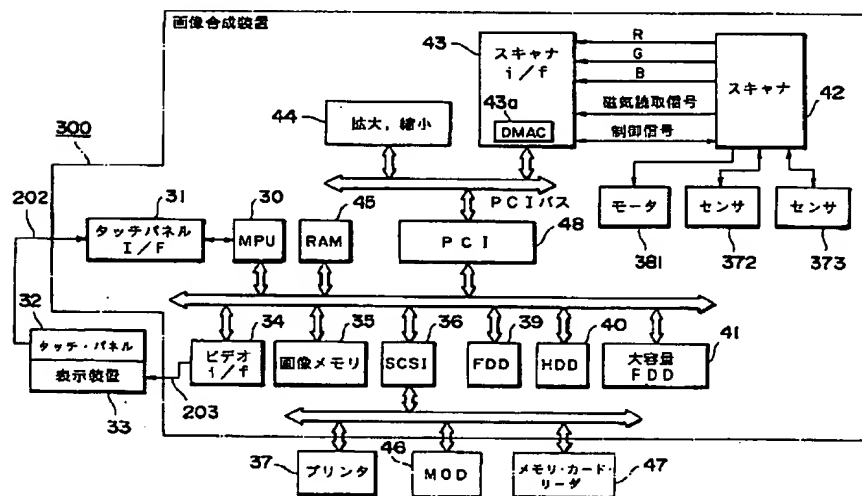 画像合成装置
43
スキャナ
i/f
43a
DMAC
R
G
B
磁気読取信号
制御信号
スキャナ
42
44
拡大,縮小
300
PCIバス
202
31
タッチパネル
I/F
30
MPU
45
RAM
PCI
48
モータ
381
センサ
372
センサ
373
32
タッチ・パネル
表示装置
33
203
34
ビデオ
i/f
35
画像メモリ
36
SCSI
39
FDD
40
HDD
大容量
FDD
41
37
プリンタ
46
MOD
メモリ・カード・
リーダ
47